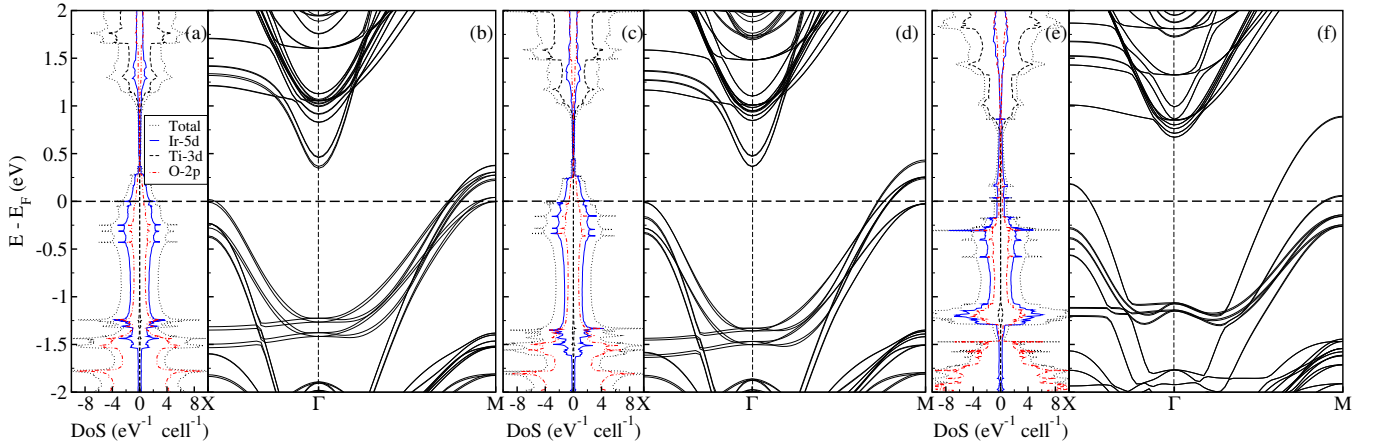 2
1.5
1
0.5
0
-0.5
-1
-1.5
-2
E - E_F (eV)
(a)
(b)
(c)
(d)
(e)
(f)
Total
Ir-5d
Ti-3d
O-2p
-8 -4 0 4 8 X Γ M
-8 -4 0 4 8 X Γ M
-8 -4 0 4 8 X Γ M
DoS (eV⁻¹ cell⁻¹)
DoS (eV⁻¹ cell⁻¹)
DoS (eV⁻¹ cell⁻¹)